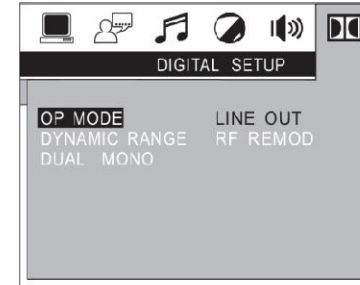 DIGITAL SETUP
OP MODE LINE OUT
DYNAMIC RANGE RF REMOD
DUAL MONO